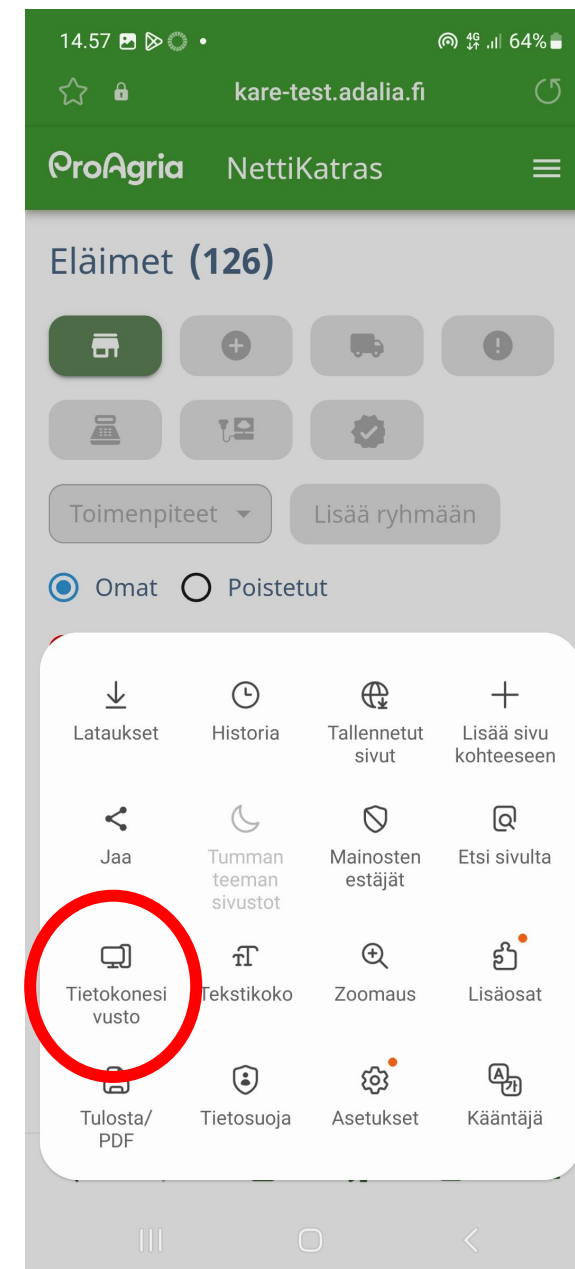 14.57
4G 64%
kare-test.adalia.fi
ProAgria NettiKatras
Eläimet (126)
Toimenpiteet Lisää ryhmään
Omat Poistetut
Lataukset Historia Tallennetut sivut Lisää sivu kohteeseen
Jaa Tumman teeman sivustot Mainosten estäjät Etsi sivulta
Tietokonesi vusto Tekstikoko Zoomaus Lisäosat
Tulosta/ PDF Tietosuoja Asetukset Kääntäjä